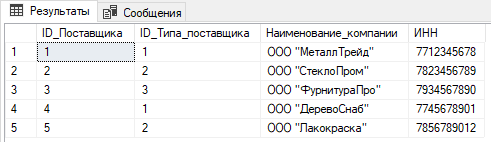 Результаты Сообщения
ID_Поставщика ID_Типа_поставщика Наименование_компании ИНН
1 1 1 ООО "МеталлТрейд" 7712345678
2 2 2 ООО "СтеклоПром" 7823456789
3 3 3 ООО "ФурнитураПро" 7934567890
4 4 1 ООО "ДеревоСнаб" 7745678901
5 5 2 ООО "Лакокраска" 7856789012